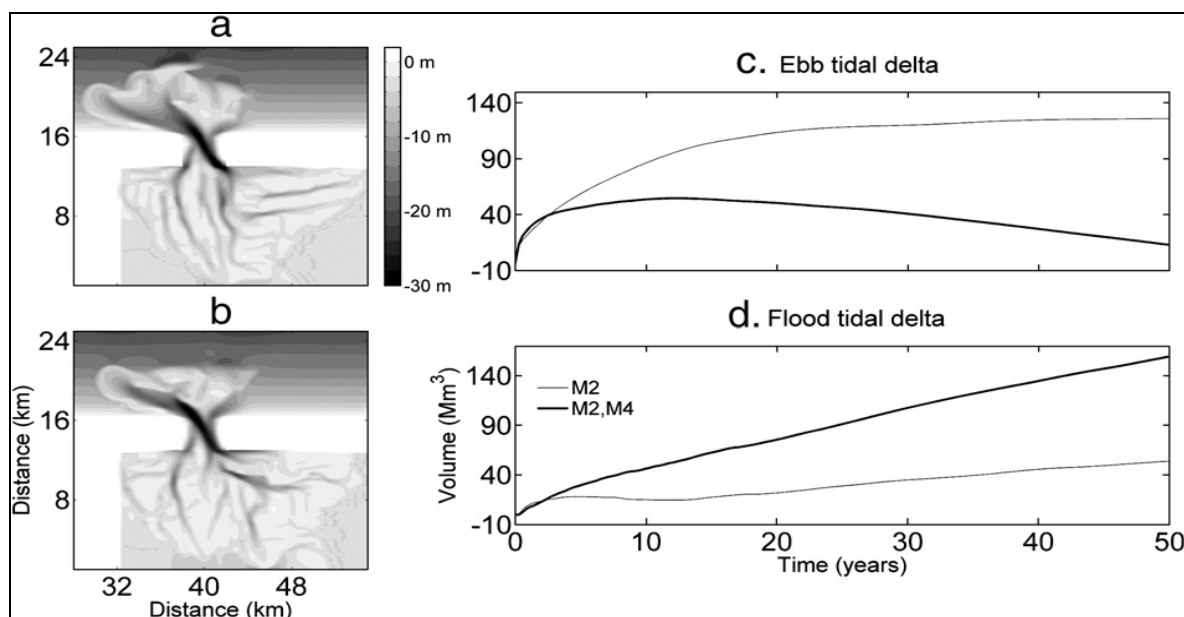 a
24
16
8
0 m
-10 m
-20 m
-30 m
b
24
16
8
32 40 48
Distance (km)
Distance (km)
c. Ebb tidal delta
140
90
40
-10
d. Flood tidal delta
M2
M2,M4
Volume (Mm³)
140
90
40
-10
0 10 20 30 40 50
Time (years)